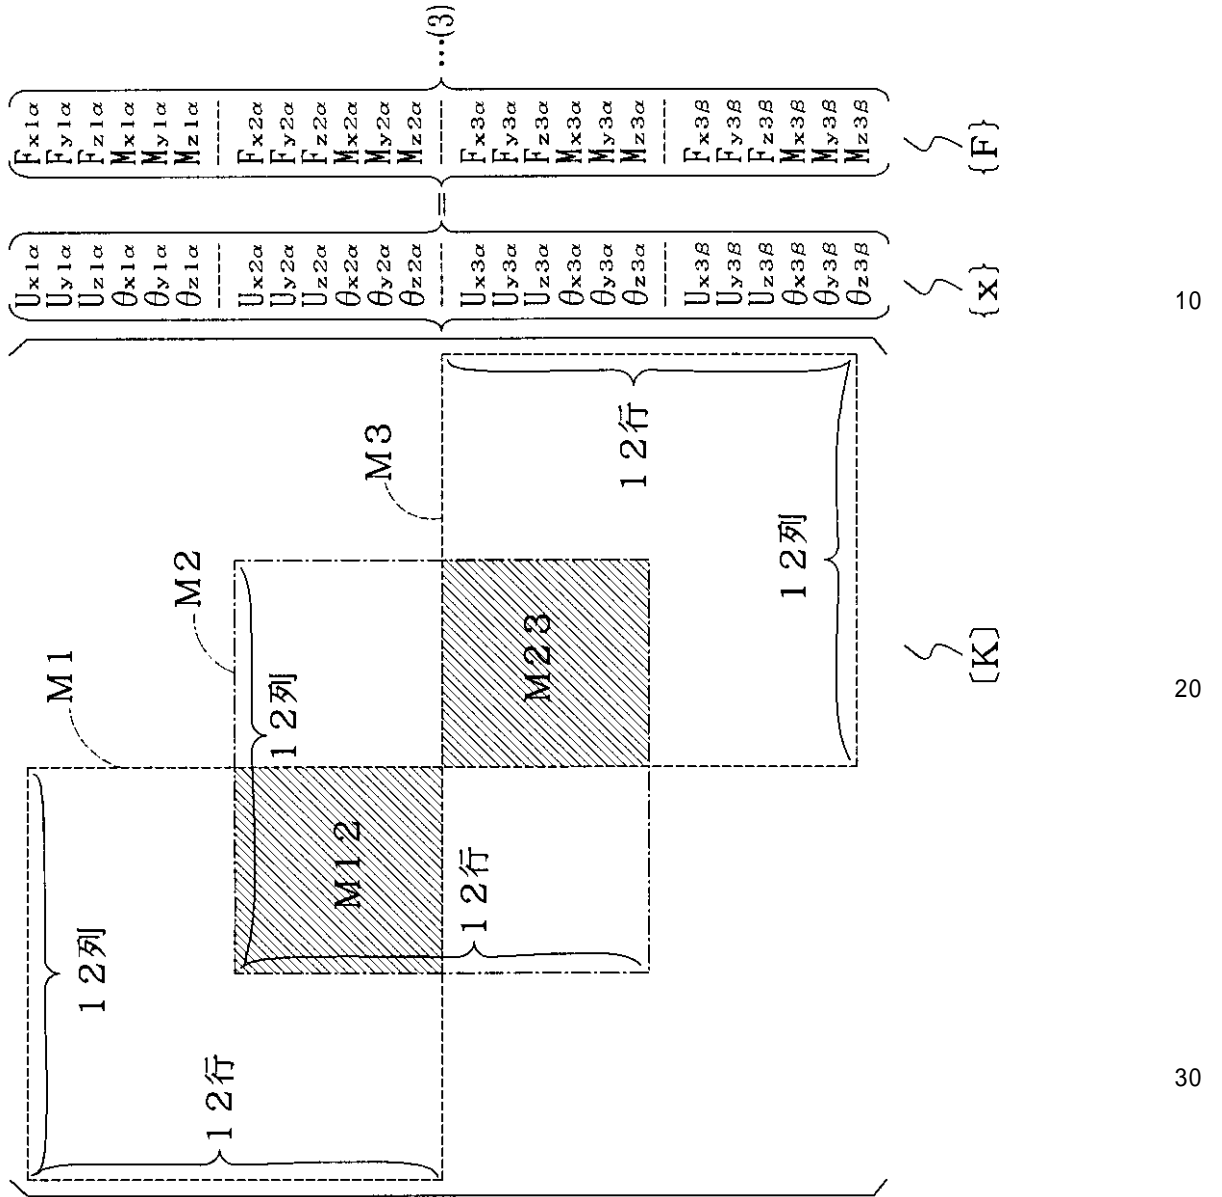 12列
12行
M1
M12
12列
12行
M2
M23
M3
12行
12列
[K]
Ux1α
Uy1α
Uz1α
θx1α
θy1α
θz1α
Ux2α
Uy2α
Uz2α
θx2α
θy2α
θz2α
Ux3α
Uy3α
Uz3α
θx3α
θy3α
θz3α
Ux3β
Uy3β
Uz3β
θx3β
θy3β
θz3β
{x}
=
Fx1α
Fy1α
Fz1α
Mx1α
My1α
Mz1α
Fx2α
Fy2α
Fz2α
Mx2α
My2α
Mz2α
Fx3α
Fy3α
Fz3α
Mx3α
My3α
Mz3α
Fx3β
Fy3β
Fz3β
Mx3β
My3β
Mz3β
{F}
…(3)
10
20
30